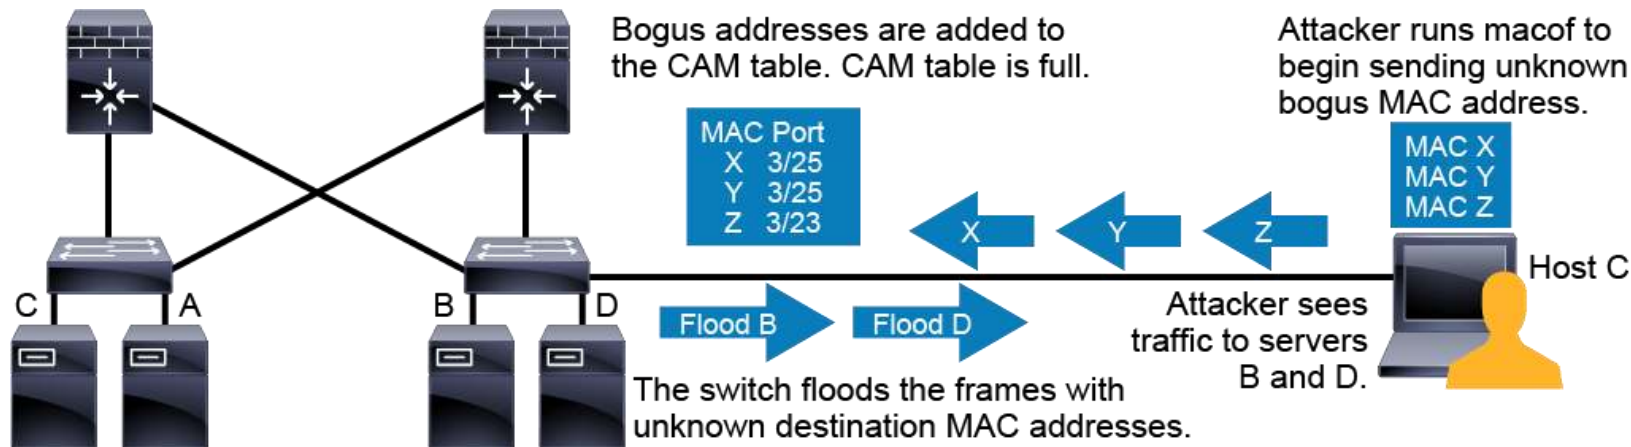 Bogus addresses are added to
the CAM table. CAM table is full.
Attacker runs macof to
begin sending unknown
bogus MAC address.
MAC Port
X 3/25
Y 3/25
Z 3/23
MAC X
MAC Y
MAC Z
X
Y
Z
Host C
C
A
B
D
Flood B
Flood D
Attacker sees
traffic to servers
B and D.
The switch floods the frames with
unknown destination MAC addresses.